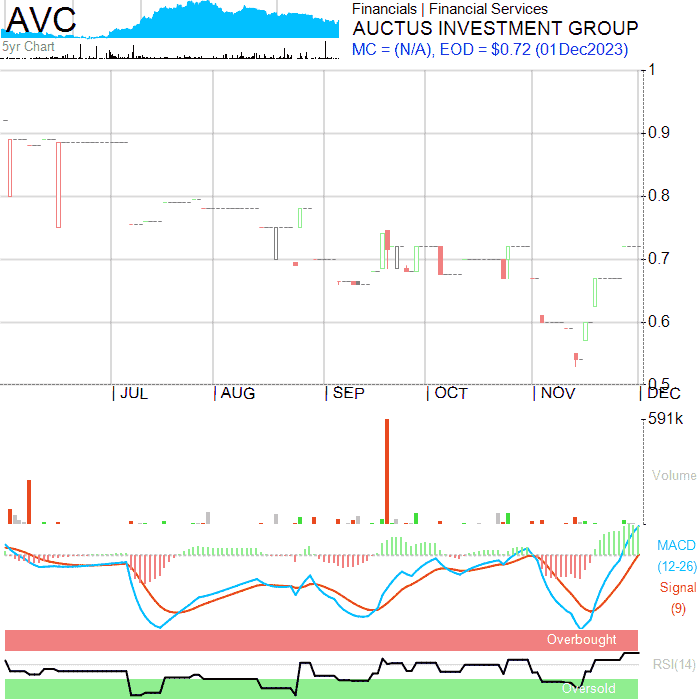 AVC
5yr Chart
Financials | Financial Services
AUCTUS INVESTMENT GROUP
MC = (N/A), EOD = $0.72 (01Dec2023)
1
0.9
0.8
0.7
0.6
0.5
JUL AUG SEP OCT NOV DEC
591k
Volume
MACD
(12-26)
Signal
(9)
Overbought
RSI(14)
Oversold